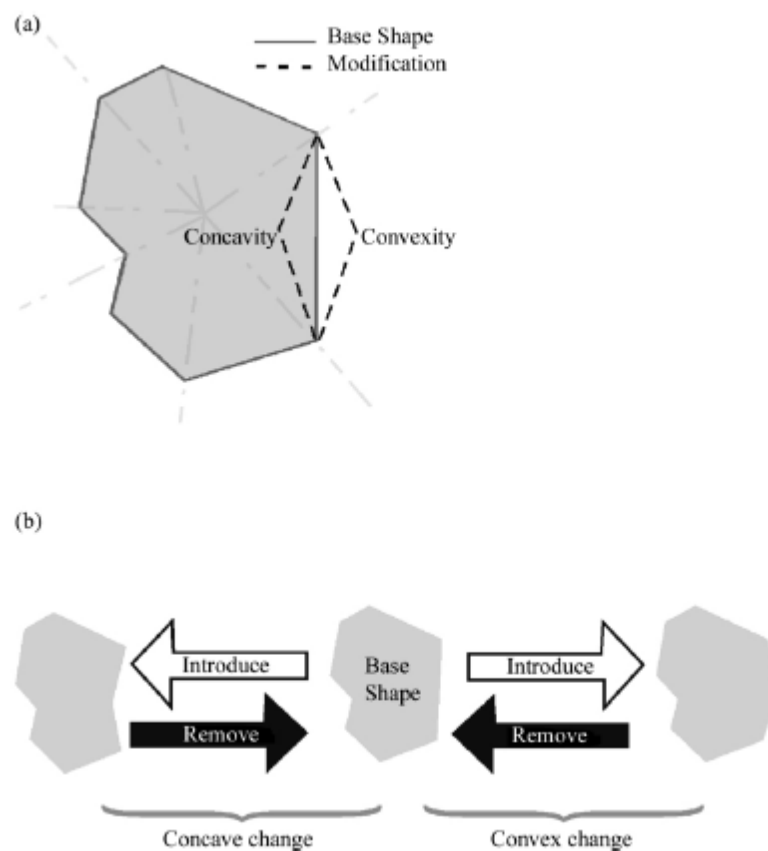 (a)
Base Shape
Modification
Concavity
Convexity
(b)
Introduce
Base
Shape
Introduce
Remove
Remove
Concave change
Convex change